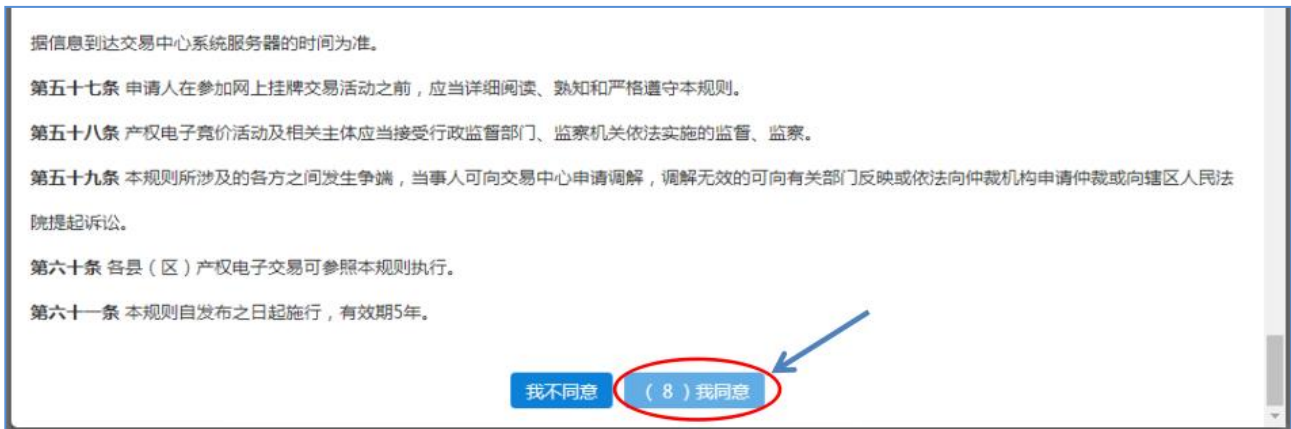 据信息到达交易中心系统服务器的时间为准。
第五十七条 申请人在参加网上挂牌交易活动之前，应当详细阅读、熟知和严格遵守本规则。
第五十八条 产权电子竞价活动及相关主体应当接受行政监督部门、监察机关依法实施的监督、监察。
第五十九条 本规则所涉及的各方之间发生争端，当事人可向交易中心申请调解，调解无效的可向有关部门反映或依法向仲裁机构申请仲裁或向辖区人民法
院提起诉讼。
第六十条 各县（区）产权电子交易可参照本规则执行。
第六十一条 本规则自发布之日起施行，有效期5年。
我不同意 （8）我同意